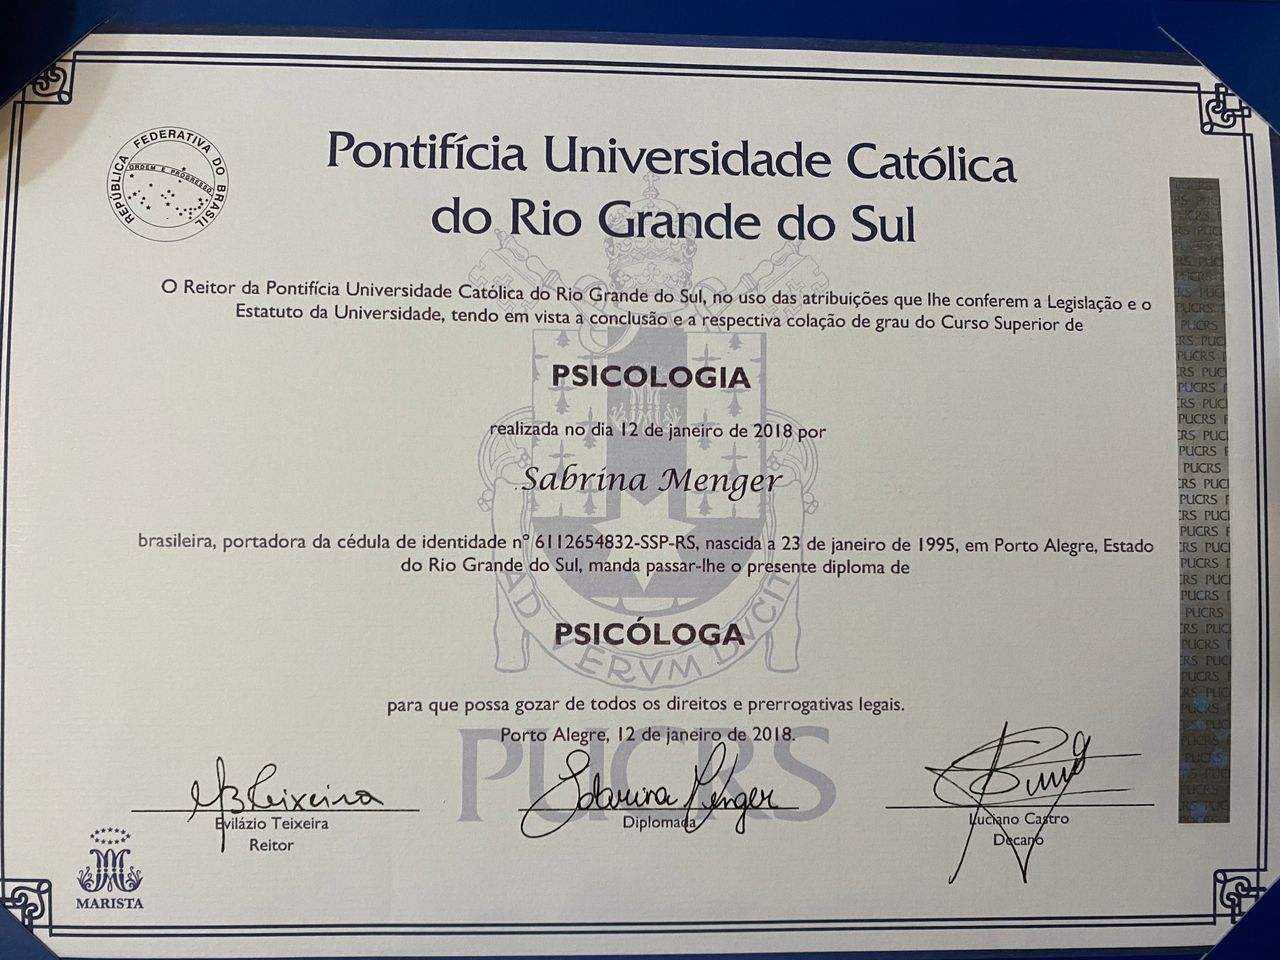 REPÚBLICA FEDERATIVA DO BRASIL
ORDEM E PROGRESSO
Pontifícia Universidade Católica
do Rio Grande do Sul
O Reitor da Pontifícia Universidade Católica do Rio Grande do Sul, no uso das atribuições que lhe conferem a Legislação e o
Estatuto da Universidade, tendo em vista a conclusão e a respectiva colação de grau do Curso Superior de
PSICOLOGIA
realizada no dia 12 de janeiro de 2018 por
Sabrina Menger
brasileira, portadora da cédula de identidade nº 6112654832-SSP-RS, nascida a 23 de janeiro de 1995, em Porto Alegre, Estado
do Rio Grande do Sul, manda passar-lhe o presente diploma de
PSICÓLOGA
AD VERVM DVCIT
para que possa gozar de todos os direitos e prerrogativas legais.
Porto Alegre, 12 de janeiro de 2018.
PUCRS
Sabrina Menger
Evilázio Teixeira
Reitor
Diplomada
Luciano Castro
Decano
MARISTA